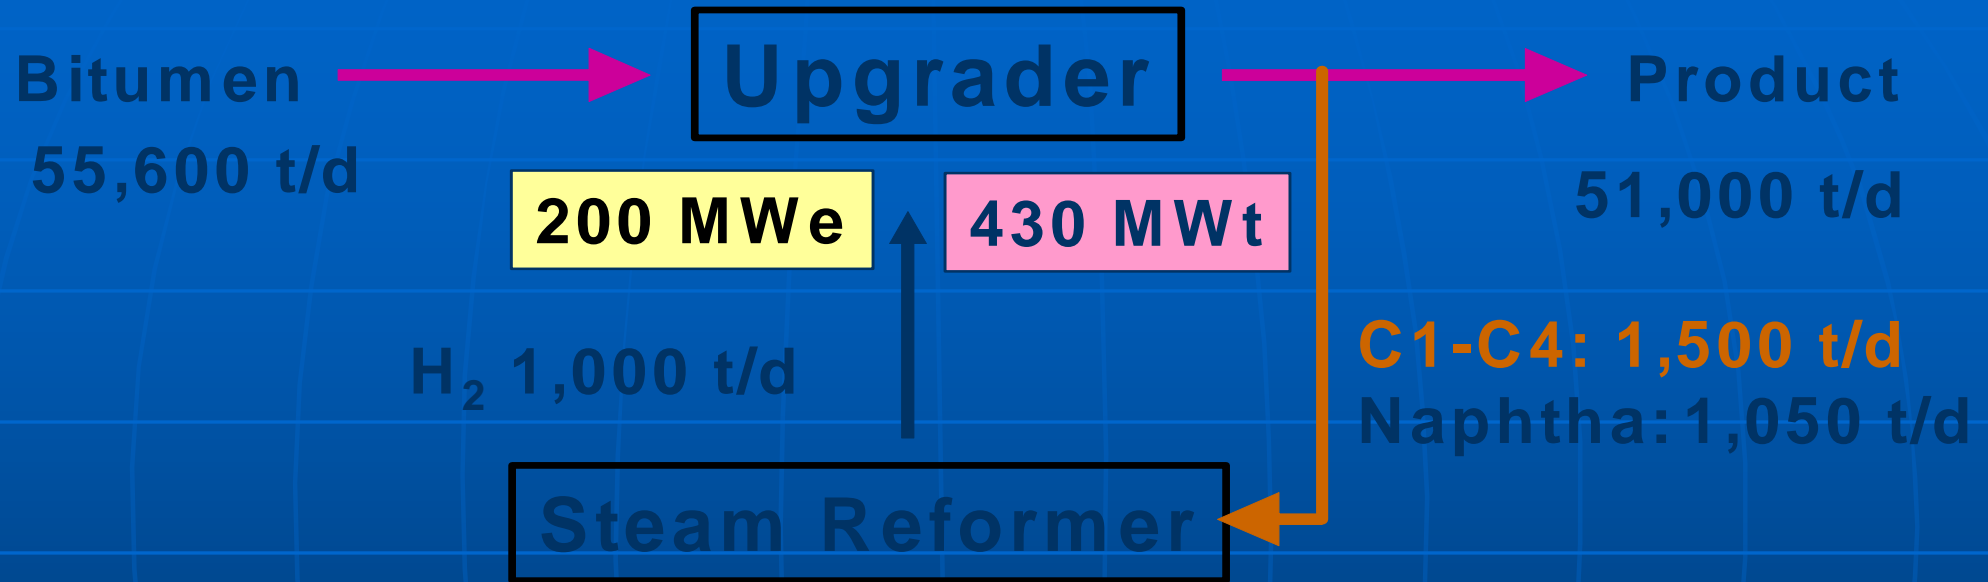 Upgrader
Bitumen
Product
55,600 t/d
51,000 t/d
200 MWe
430 MWt
H₂ 1,000 t/d
C1-C4: 1,500 t/d
Naphtha: 1,050 t/d
Steam Reformer